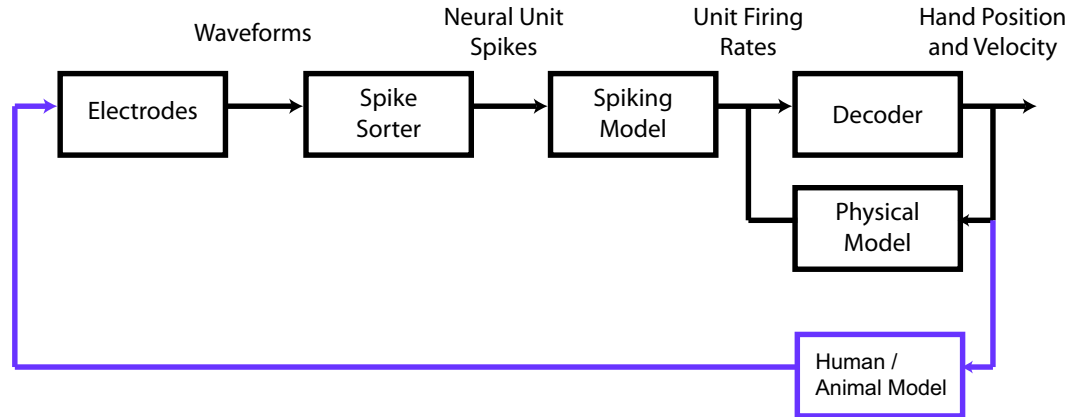 Waveforms
Neural Unit
Spikes
Unit Firing
Rates
Hand Position
and Velocity
Electrodes
Spike
Sorter
Spiking
Model
Decoder
Physical
Model
Human /
Animal Model